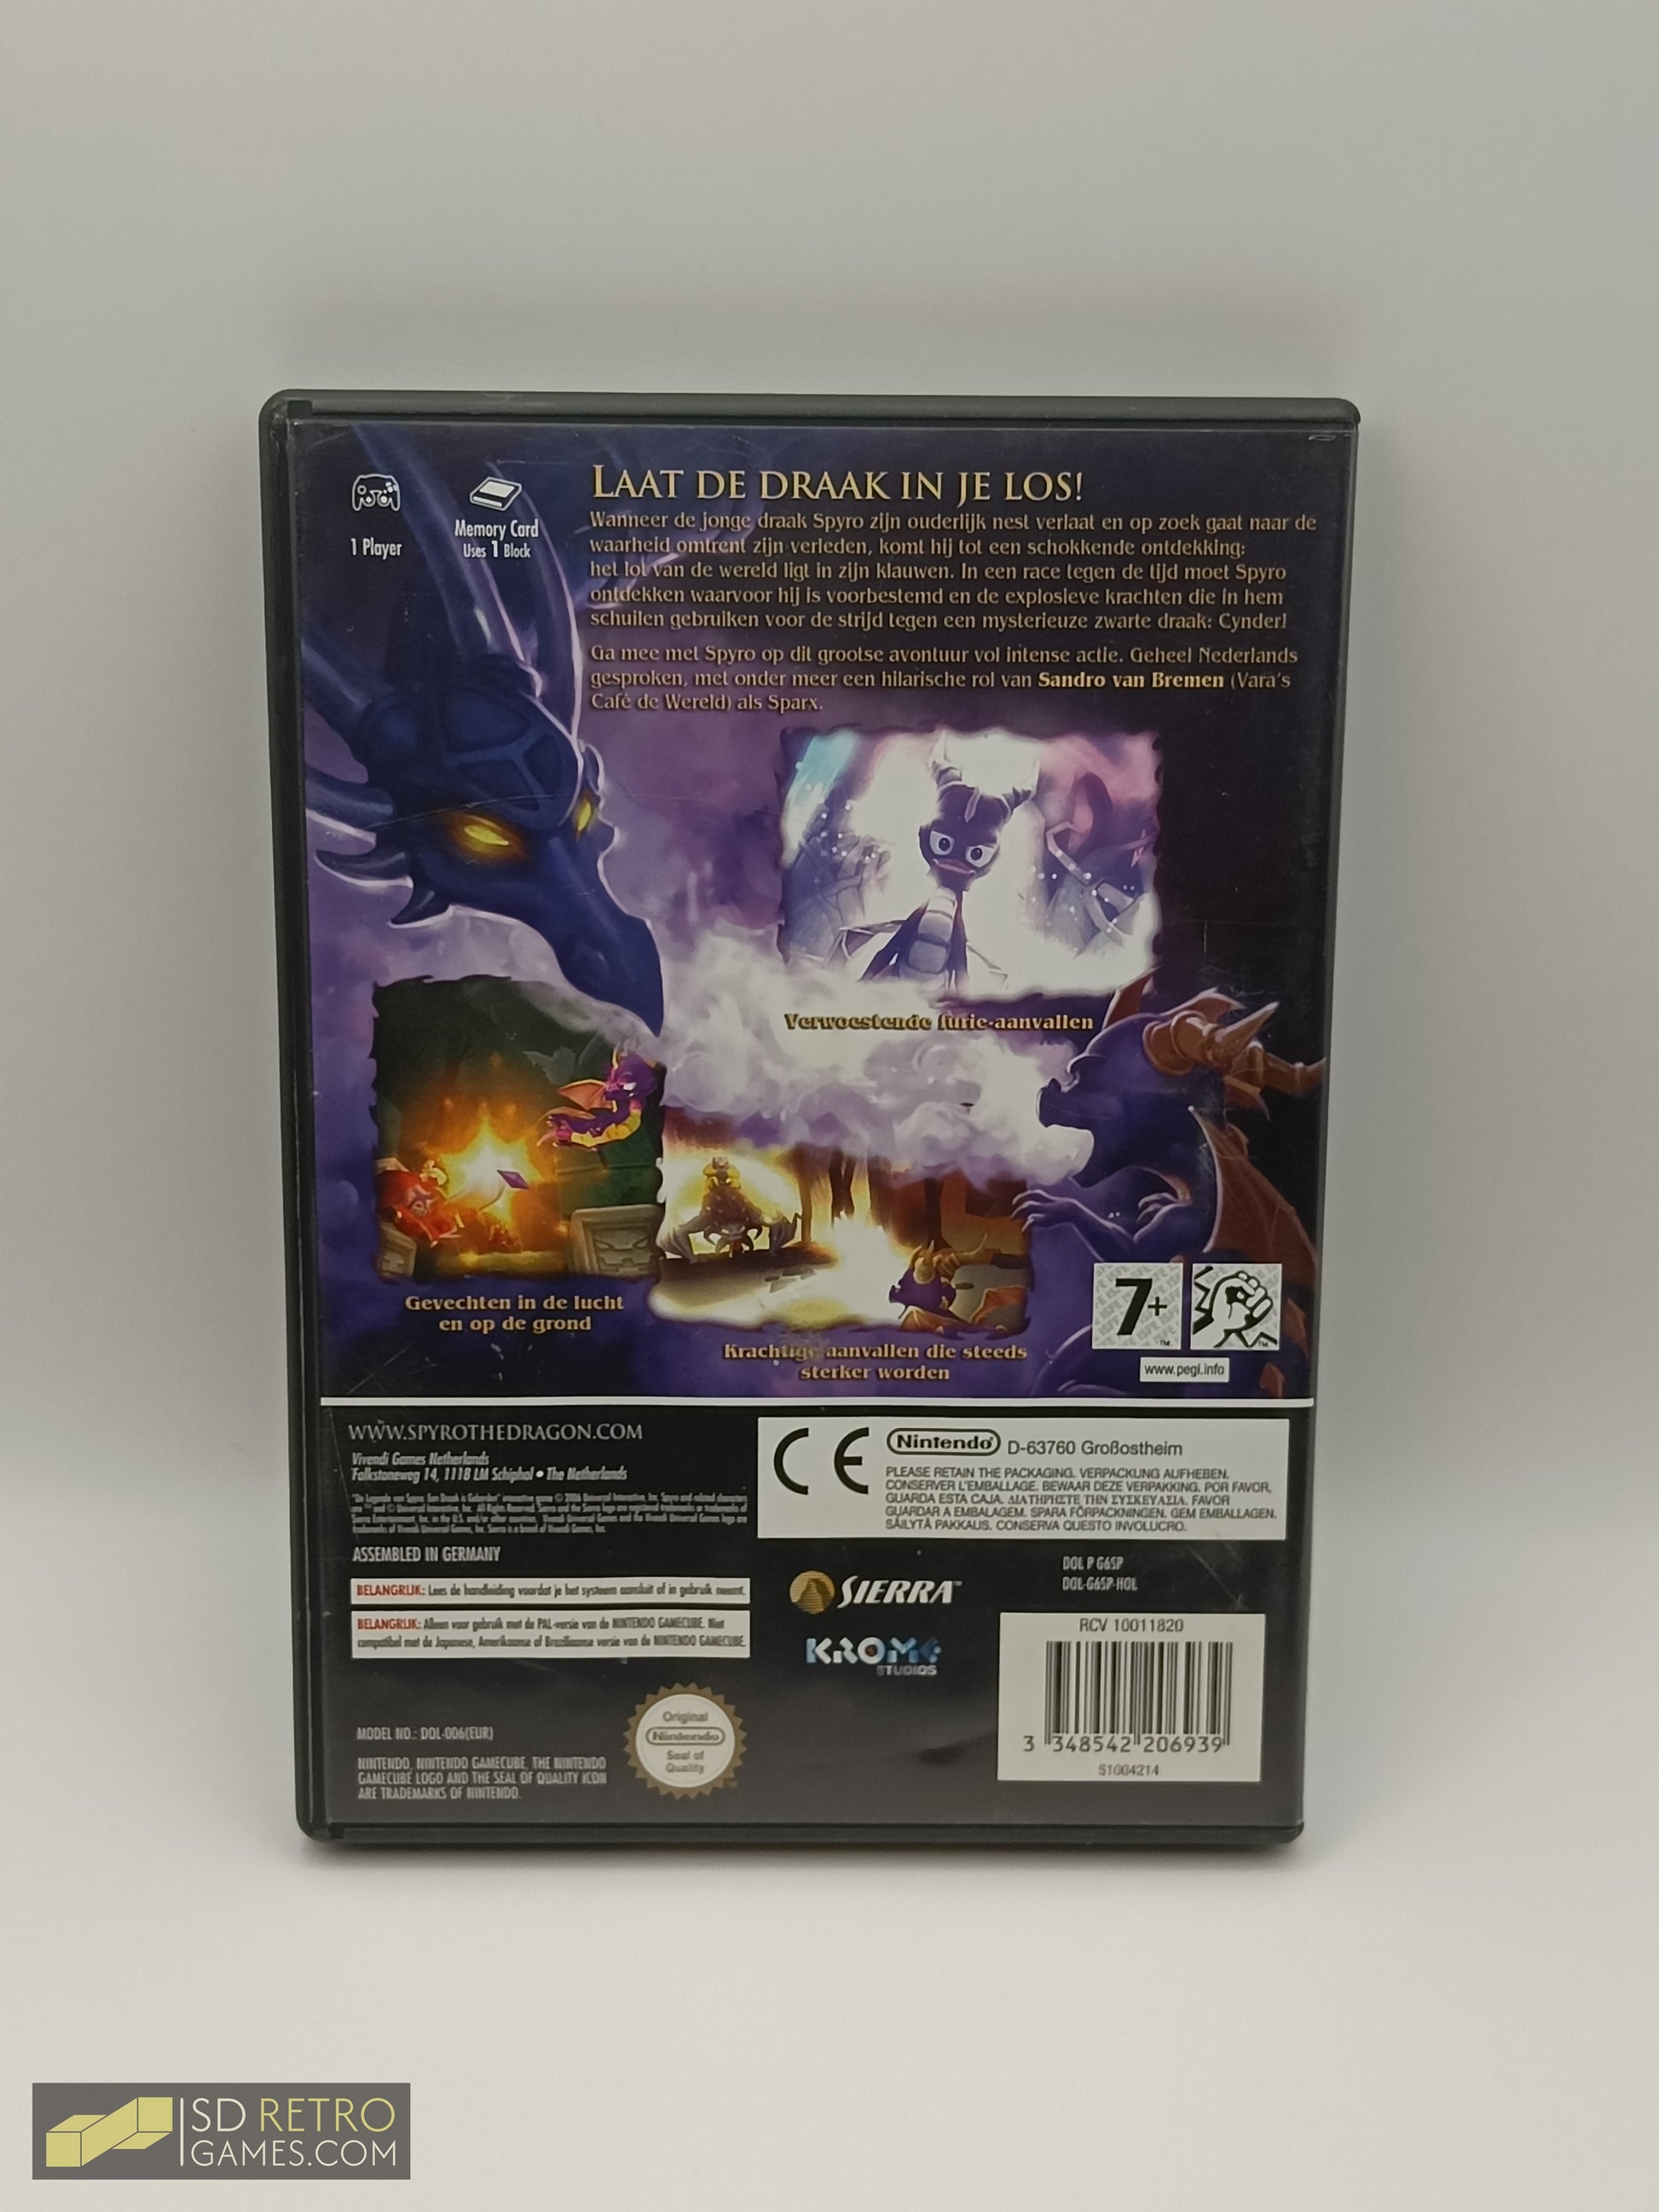 1 Player
Memory Card
Uses 1 Block
LAAT DE DRAAK IN JE LOS!
Wanneer de jonge draak Spyro zijn ouderlijk nest verlaat en op zoek gaat naar de
waarheid omtrent zijn verleden, komt hij tot een schokkende ontdekking:
het lot van de wereld ligt in zijn klauwen. In een race tegen de tijd moet Spyro
ontdekken waarvoor hij is voorbestemd en de explosieve krachten die in hem
schuilen gebruiken voor de strijd tegen een mysterieuze zwarte draak: Cynder!
Ga mee met Spyro op dit grootse avontuur vol intense actie. Geheel Nederlands
gesproken, met onder meer een hilarische rol van Sandro van Bremen (Vara's
Café de Wereld) als Sparx.
Verwoestende furie-aanvallen
Gevechten in de lucht
en op de grond
Krachtige aanvallen die steeds
sterker worden
7+
www.pegi.info
WWW.SPYROTHEDRAGON.COM
Vivendi Games Netherlands
Falkstoneweg 14, 1118 LM Schiphol • The Netherlands
ASSEMBLED IN GERMANY
BELANGRIJK: Lees de handleiding voordat je het systeem aansluit of in gebruik neemt.
BELANGRIJK: Alleen voor gebruik met de PAL-versie van de NINTENDO GAMECUBE. Niet
compatibel met de Japanse, Amerikaanse of Braziliaanse versie van de NINTENDO GAMECUBE.
MODEL NO.: DOL-006(EUR)
NINTENDO, NINTENDO GAMECUBE, THE NINTENDO
GAMECUBE LOGO AND THE SEAL OF QUALITY ICON
ARE TRADEMARKS OF NINTENDO.
Original
Nintendo
Seal of
Quality
CE
Nintendo D-63760 Großostheim
PLEASE RETAIN THE PACKAGING. VERPACKUNG AUFHEBEN.
CONSERVER L'EMBALLAGE. BEWAAR DEZE VERPAKKING. POR FAVOR,
GUARDA ESTA CAJA. ΔΙΑΤΗΡΗΣΤΕ ΤΗΝ ΣΥΣΚΕΥΑΣΙΑ. FAVOR
GUARDAR A EMBALAGEM. SPARA FÖRPACKNINGEN. GEM EMBALLAGEN.
SÄILYTÄ PAKKAUS. CONSERVA QUESTO INVOLUCRO.
SIERRA™
KROME
STUDIOS
DOL P G6SP
DOL-G6SP-HOL
RCV 10011820
3 348542 206939
S1004214
SD RETRO
GAMES.COM